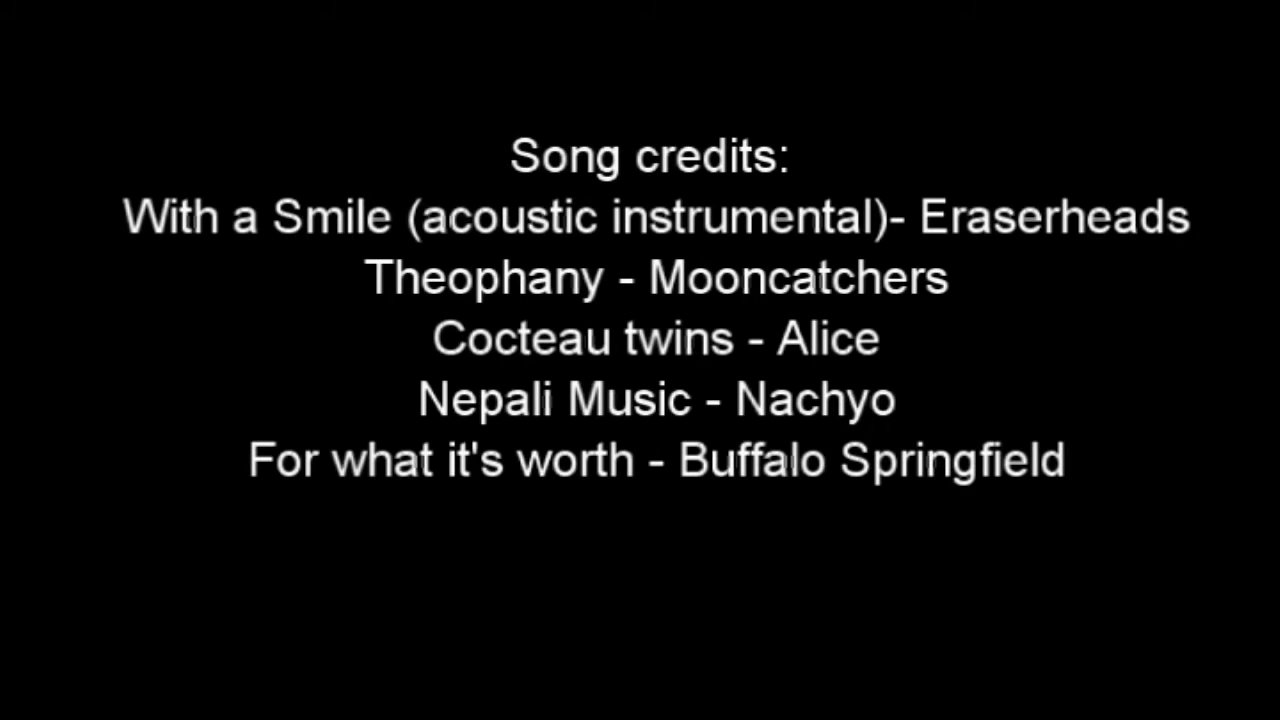 Song credits:
With a Smile (acoustic instrumental)- Eraserheads
Theophany - Mooncatchers
Cocteau twins - Alice
Nepali Music - Nachyo
For what it's worth - Buffalo Springfield